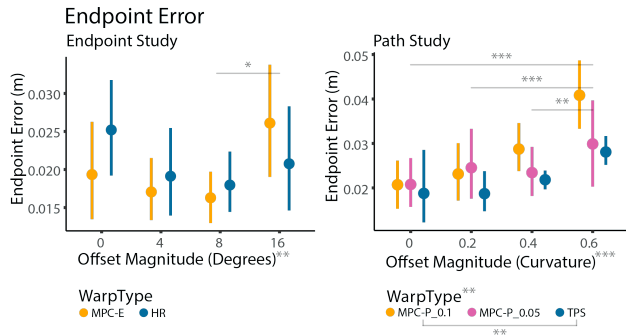 Endpoint Error
Endpoint Study
Endpoint Error (m)
0.030
0.025
0.020
0.015
*
0 4 8 16
Offset Magnitude (Degrees)**
WarpType
MPC-E HR
Path Study
Endpoint Error (m)
0.05
0.04
0.03
0.02
***
***
**
0 0.2 0.4 0.6
Offset Magnitude (Curvature)***
WarpType**
MPC-P_0.1 MPC-P_0.05 TPS
**